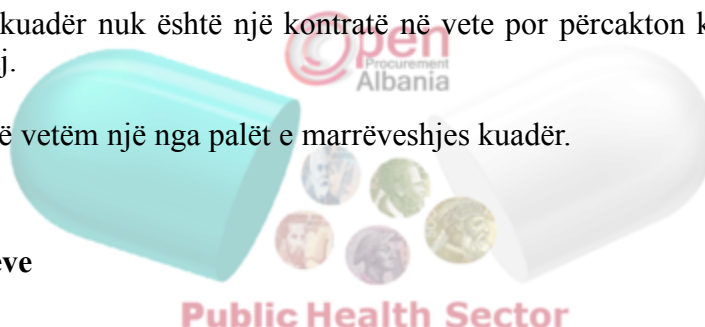 kuadër nuk është një kontratë në vete por përcakton k
j.
Open
Procurement
Albania
ë vetëm një nga palët e marrëveshjes kuadër.
eve
Public Health Sector